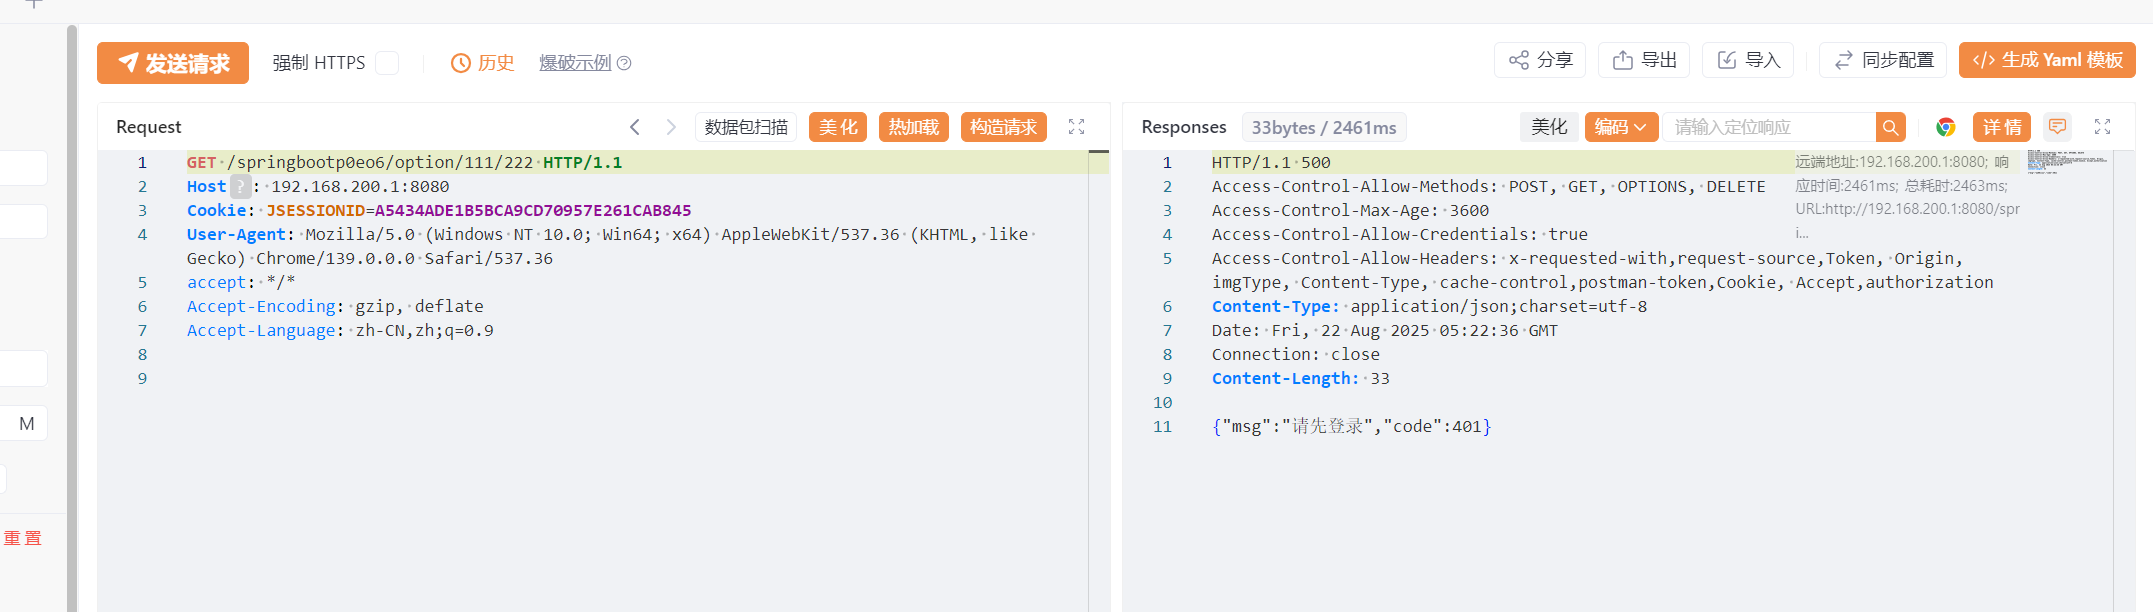 发送请求 强制 HTTPS 历史 爆破示例 分享 导出 导入 同步配置 </> 生成 Yaml 模板
Request 数据包扫描 美化 热加载 构造请求
1 GET /springbootp0eo6/option/111/222 HTTP/1.1
2 Host ? : 192.168.200.1:8080
3 Cookie: JSESSIONID=A5434ADE1B5BCA9CD70957E261CAB845
4 User-Agent: Mozilla/5.0 (Windows NT 10.0; Win64; x64) AppleWebKit/537.36 (KHTML, like
Gecko) Chrome/139.0.0.0 Safari/537.36
5 accept: */*
6 Accept-Encoding: gzip, deflate
7 Accept-Language: zh-CN,zh;q=0.9
8
9
Responses 33bytes / 2461ms 美化 编码 请输入定位响应 详情
1 HTTP/1.1 500
2 Access-Control-Allow-Methods: POST, GET, OPTIONS, DELETE
3 Access-Control-Max-Age: 3600
4 Access-Control-Allow-Credentials: true
5 Access-Control-Allow-Headers: x-requested-with,request-source,Token, Origin,
imgType, Content-Type, cache-control,postman-token,Cookie, Accept,authorization
6 Content-Type: application/json;charset=utf-8
7 Date: Fri, 22 Aug 2025 05:22:36 GMT
8 Connection: close
9 Content-Length: 33
10
11 {"msg":"请先登录","code":401}
远端地址:192.168.200.1:8080; 响
应时间:2461ms; 总耗时:2463ms;
URL:http://192.168.200.1:8080/spr
i...
M
重置